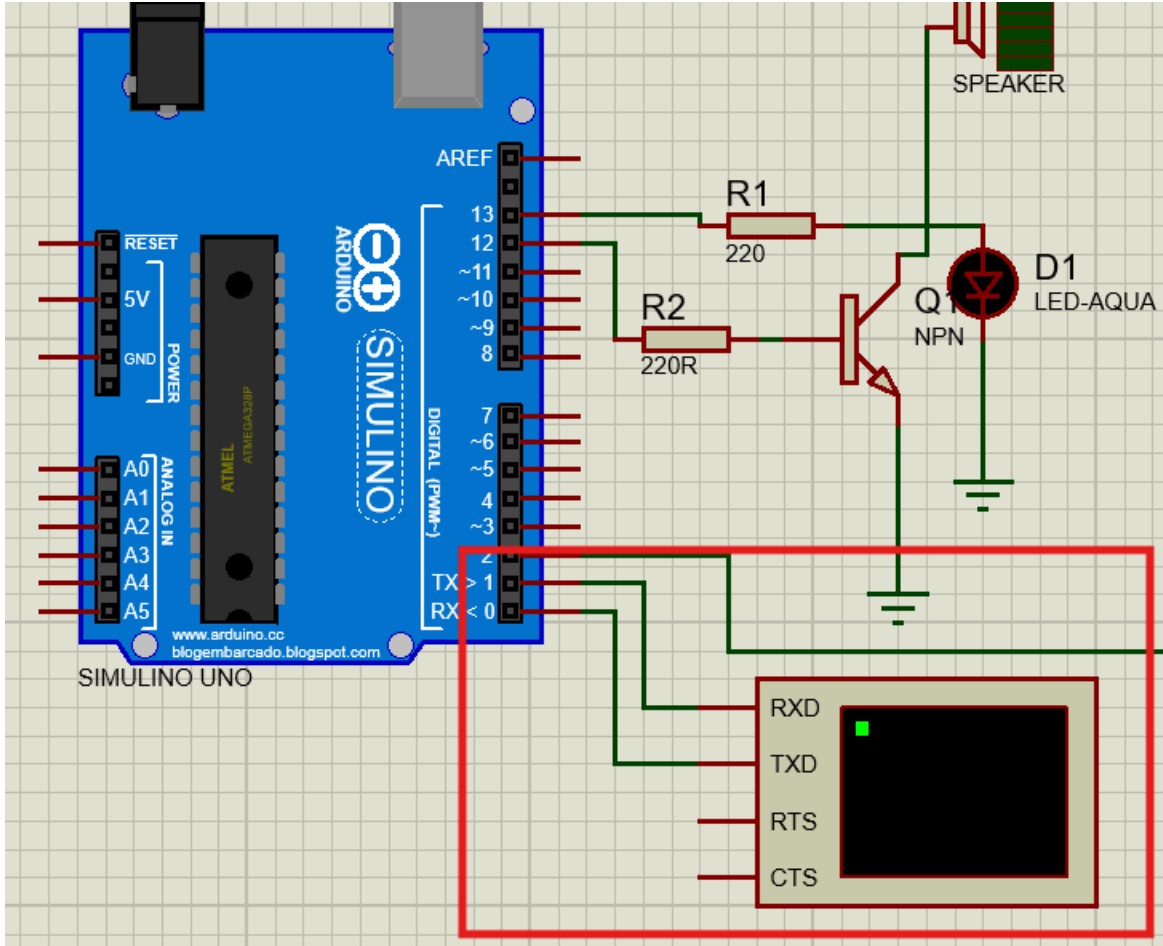 SPEAKER
AREF
13
12
~11
~10
~9
8
7
~6
~5
4
~3
2
TX > 1
RX < 0
DIGITAL (PWM~)
RESET
5V
GND
POWER
A0
A1
A2
A3
A4
A5
ANALOG IN
ATMEL
ATMEGA328P
ARDUINO
SIMULINO
www.arduino.cc
blogembarcado.blogspot.com
SIMULINO UNO
R1
220
R2
220R
Q1
NPN
D1
LED-AQUA
RXD
TXD
RTS
CTS